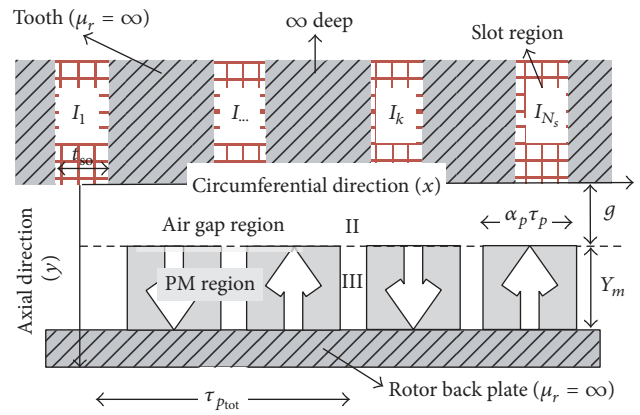 Tooth (μr = ∞)
∞ deep
Slot region
I1
I...
Ik
INs
tso
Circumferential direction (x)
g
Air gap region
II
αpτp
Axial direction
(y)
PM region
III
Ym
τptot
Rotor back plate (μr = ∞)